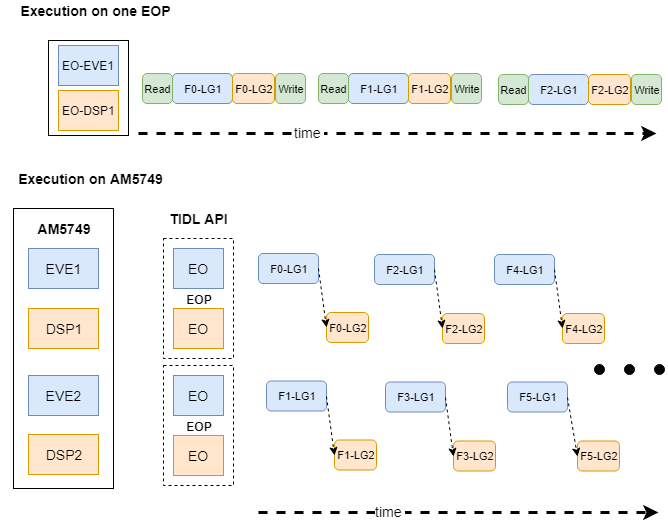 Execution on one EOP
EO-EVE1
EO-DSP1
Read F0-LG1 F0-LG2 Write Read F1-LG1 F1-LG2 Write Read F2-LG1 F2-LG2 Write
time
Execution on AM5749
AM5749
TIDL API
EVE1
DSP1
EVE2
DSP2
EO
EOP
EO
EO
EOP
EO
F0-LG1 F2-LG1 F4-LG1
F0-LG2 F2-LG2 F4-LG2
F1-LG1 F3-LG1 F5-LG1
F1-LG2 F3-LG2 F5-LG2
time